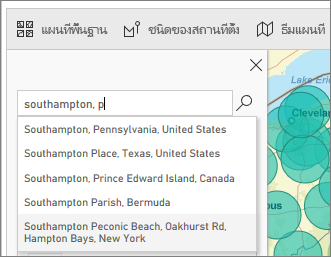 แผนที่พื้นฐาน ชนิดของสถานที่ตั้ง ธีมแผนที่
Lake Erie
southampton, p
Cleveland
Southampton, Pennsylvania, United States
Southampton Place, Texas, United States
Southampton, Prince Edward Island, Canada
Southampton Parish, Bermuda
Southampton Peconic Beach, Oakhurst Rd,
Hampton Bays, New York